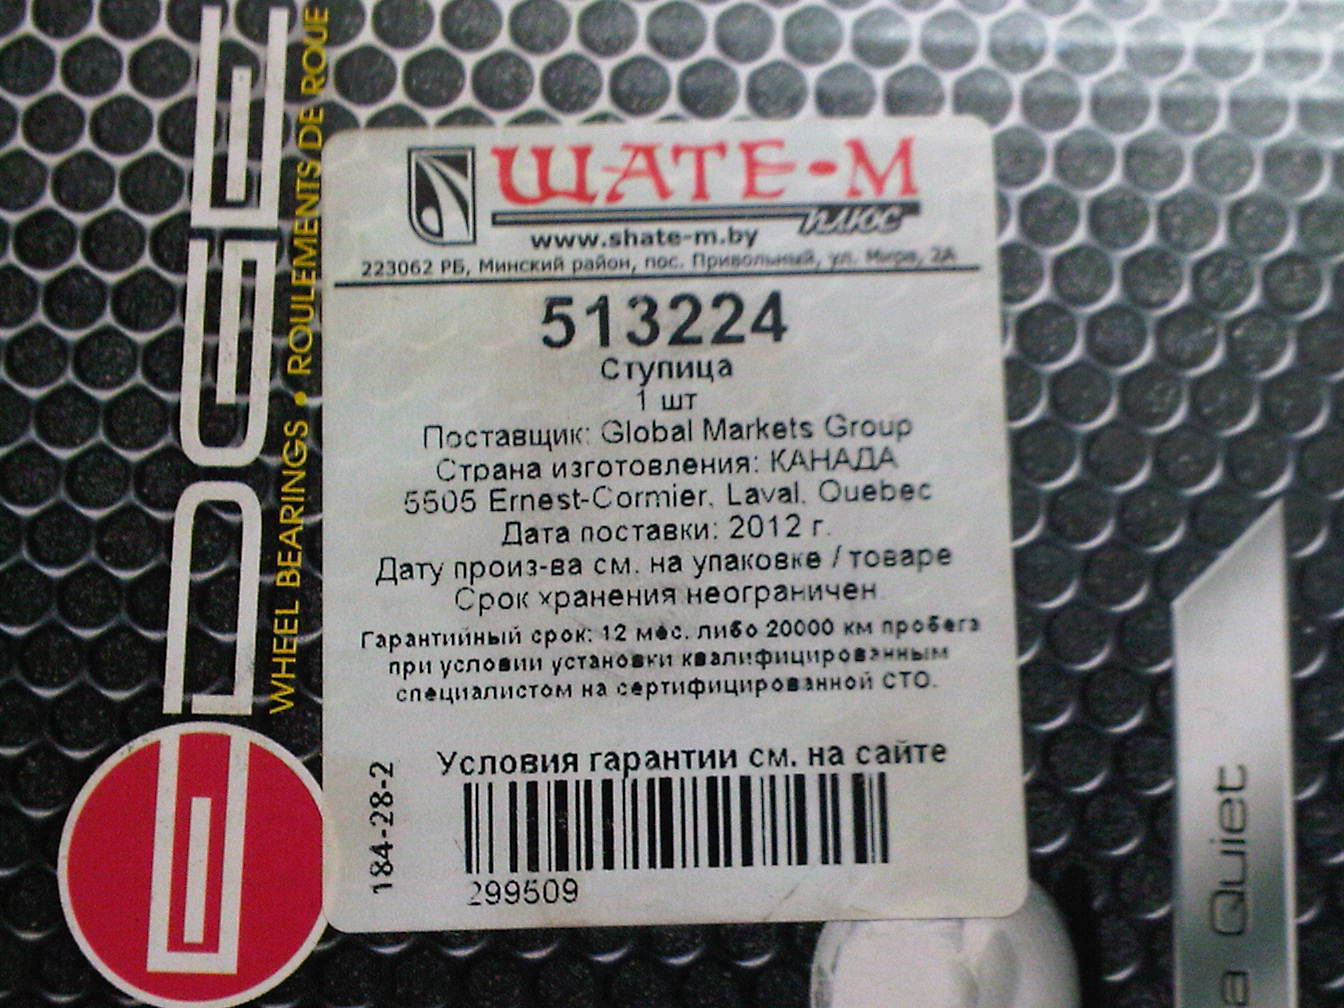 EDGE
WHEEL BEARINGS • ROULEMENTS DE ROUE
ШАТЕ-М
плюс
www.shate-m.by
223062 РБ, Минский район, пос. Привольный, ул. Мира, 2А
513224
Ступица
1 шт
Поставщик: Global Markets Group
Страна изготовления: КАНАДА
5505 Ernest-Cormier, Laval, Quebec
Дата поставки: 2012 г.
Дату произ-ва см. на упаковке / товаре
Срок хранения неограничен
Гарантийный срок: 12 мес. либо 20000 км пробега
при условии установки квалифицированным
специалистом на сертифицированной СТО.
Условия гарантии см. на сайте
184-28-2
299509
a Quiet